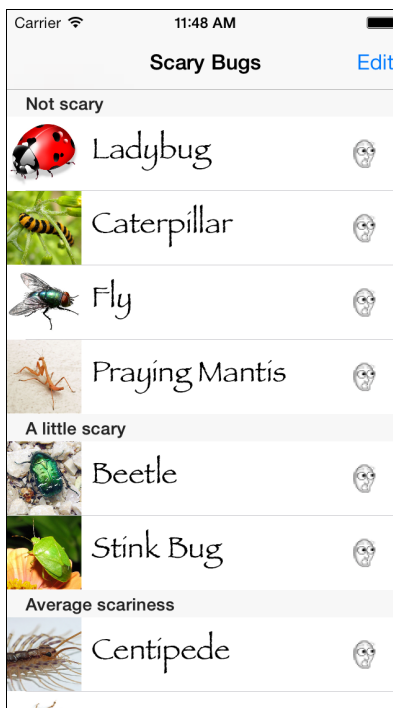 Carrier 11:48 AM
Scary Bugs Edit
Not scary
Ladybug
Caterpillar
Fly
Praying Mantis
A little scary
Beetle
Stink Bug
Average scariness
Centipede